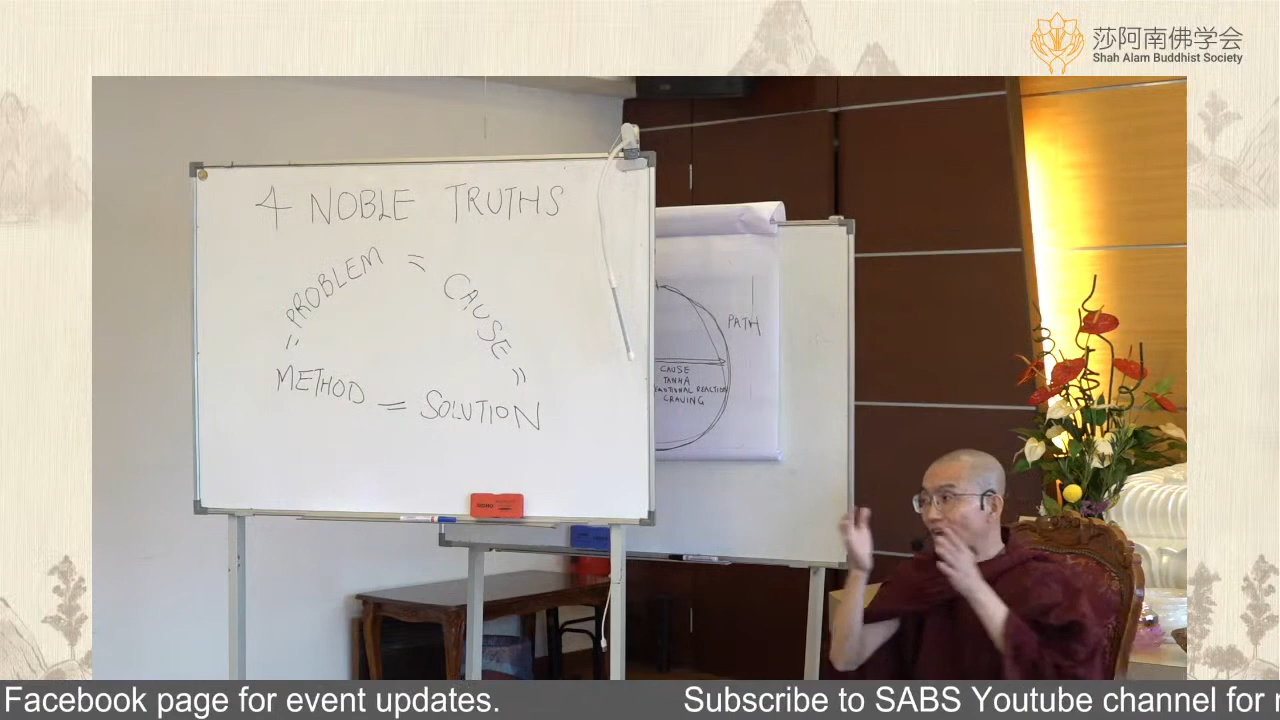 莎阿南佛学会
Shah Alam Buddhist Society
4 NOBLE TRUTHS
PROBLEM =
CAUSE =
SOLUTION
=
METHOD
=
PATH
CAUSE
TANHA
EMOTIONAL REACTION
CRAVING
Facebook page for event updates. Subscribe to SABS Youtube channel for